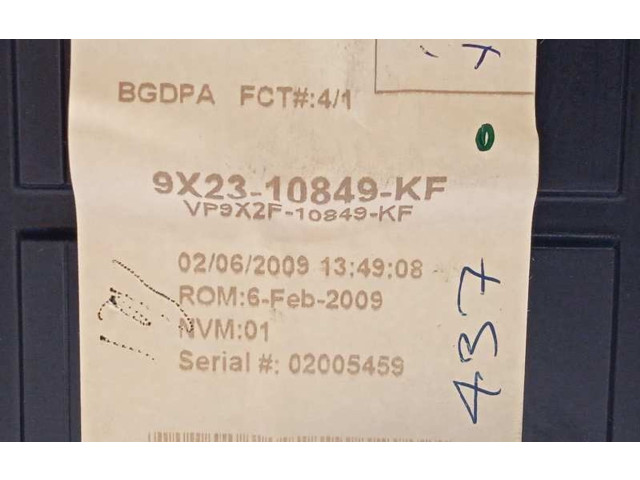 BGDPA FCT#:4/1
9X23-10849-KF
VP9X2F-10849-KF
02/06/2009 13:49:08
ROM:6-Feb-2009
NVM:01
Serial #: 02005459
437